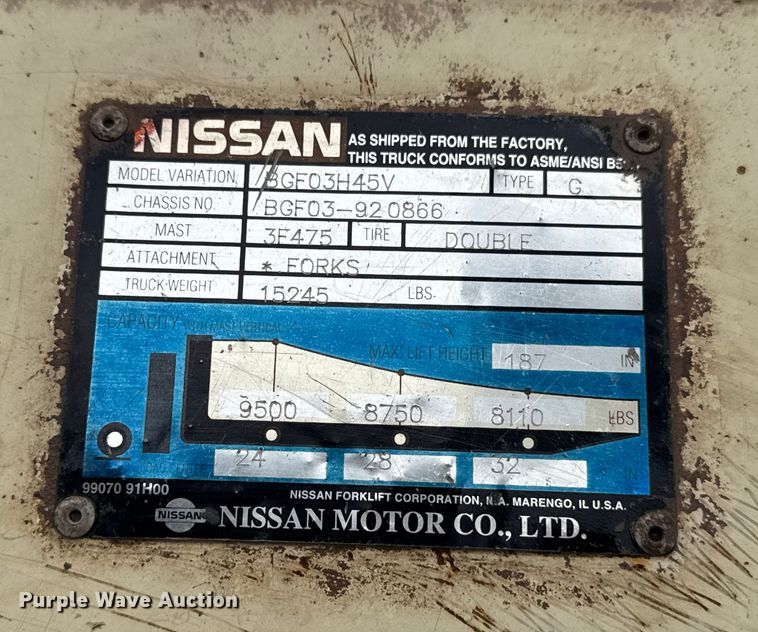 NISSAN AS SHIPPED FROM THE FACTORY,
THIS TRUCK CONFORMS TO ASME/ANSI
MODEL VARIATION BGF03H45V TYPE G
CHASSIS NO. BGF03-920866
MAST 3F475 TIRE DOUBLE
ATTACHMENT * FORKS
TRUCK WEIGHT 15245 LBS
CAPACITY WITH MAST VERTICAL
MAX. LIFT HEIGHT 187 IN
9500 8750 8110 LBS
24 28 32 IN
99070 91H00
NISSAN FORKLIFT CORPORATION, N.A. MARENGO, IL U.S.A.
NISSAN NISSAN MOTOR CO., LTD.
Purple Wave Auction